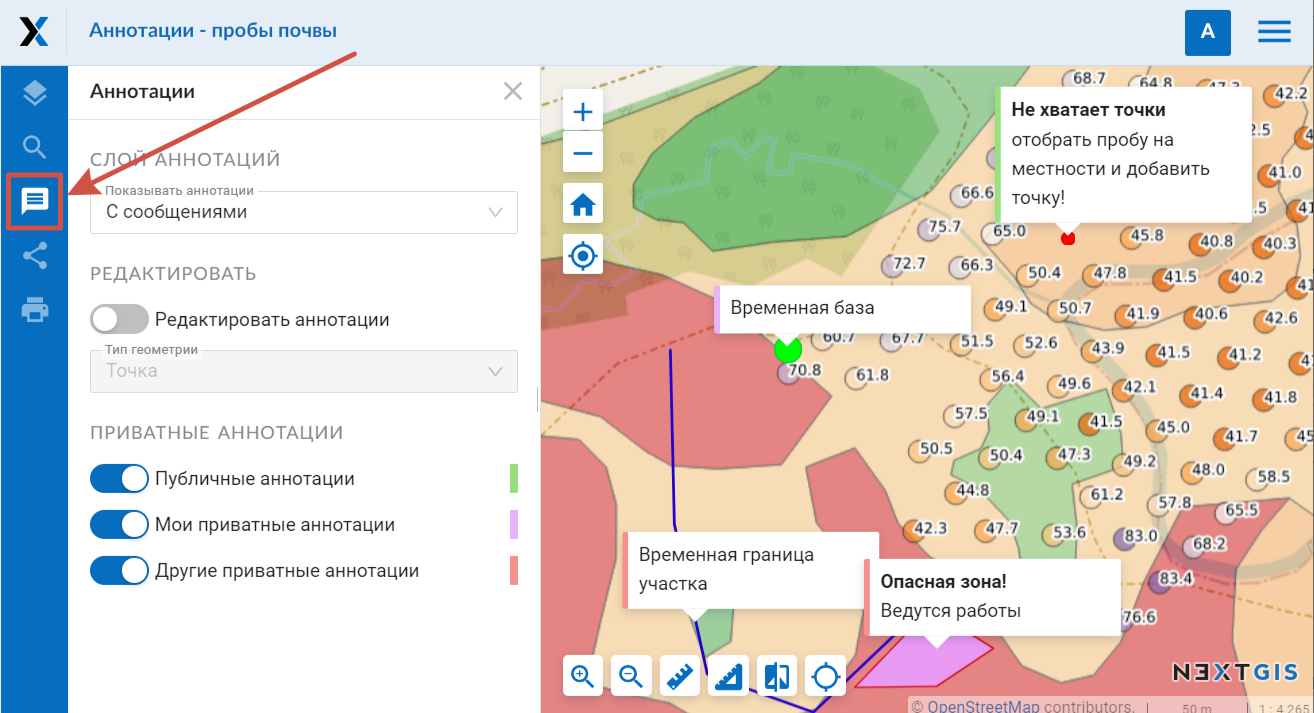 Аннотации - пробы почвы
A
Аннотации
СЛОЙ АННОТАЦИЙ
Показывать аннотации
С сообщениями
РЕДАКТИРОВАТЬ
Редактировать аннотации
Тип геометрии
Точка
ПРИВАТНЫЕ АННОТАЦИИ
Публичные аннотации
Мои приватные аннотации
Другие приватные аннотации
68.7
64.8
47.3
42.2
Не хватает точки
отобрать пробу на
местности и добавить
точку!
41.0
66.6
75.7
65.0
45.8
40.8
40.3
72.7
66.3
50.4
47.8
41.5
40.2
Временная база
49.1
50.7
41.9
40.6
42.6
60.7
67.7
51.5
52.6
43.9
41.5
41.2
70.8
61.8
56.4
49.6
42.1
41.4
41.8
57.5
49.1
41.5
45.0
41.7
50.5
50.4
47.3
49.2
48.0
58.5
44.8
61.2
57.8
65.5
42.3
47.7
53.6
83.0
68.2
Временная граница
участка
Опасная зона!
Ведутся работы
83.4
76.6
NEXTGIS
© OpenStreetMap contributors.
50 m
1 : 4 265